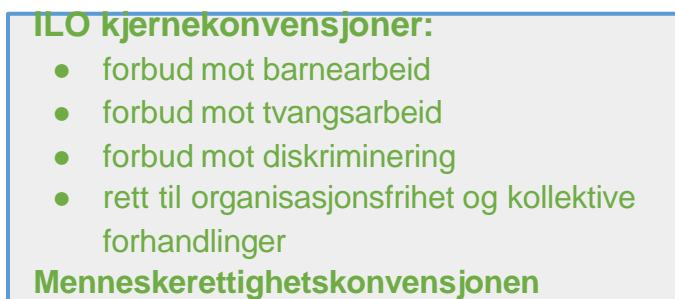 ILO kjernekonvensjoner:
● forbud mot barnearbeid
● forbud mot tvangsarbeid
● forbud mot diskriminering
● rett til organisasjonsfrihet og kollektive
forhandlinger
Menneskerettighetskonvensjonen